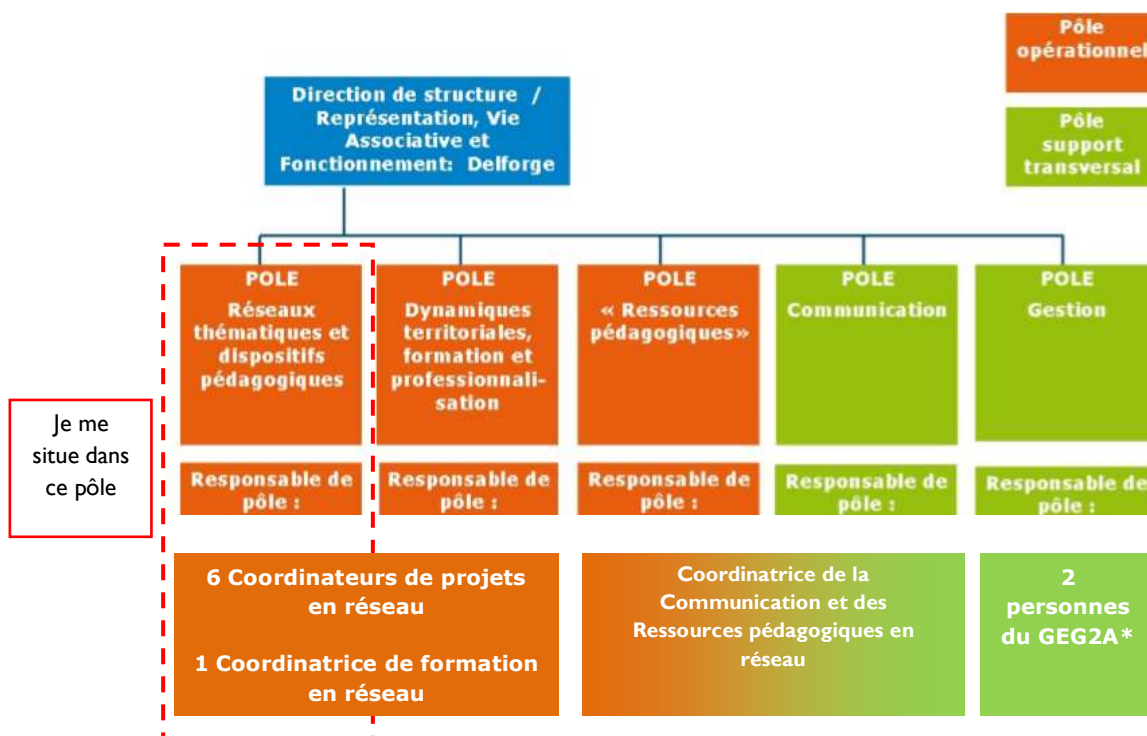 Pôle
opérationnel
Direction de structure /
Représentation, Vie
Associative et
Fonctionnement: Delforge
Pôle
support
transversal
POLE
Réseaux
thématiques et
dispositifs
pédagogiques
POLE
Dynamiques
territoriales,
formation et
professionnali-
sation
POLE
« Ressources
pédagogiques»
POLE
Communication
POLE
Gestion
Je me
situe dans
ce pôle
Responsable de
pôle :
Responsable de
pôle :
Responsable de
pôle :
Responsable de
pôle :
Responsable de
pôle :
6 Coordinateurs de projets
en réseau
1 Coordinatrice de formation
en réseau
Coordinatrice de la
Communication et des
Ressources pédagogiques en
réseau
2
personnes
du GEG2A*